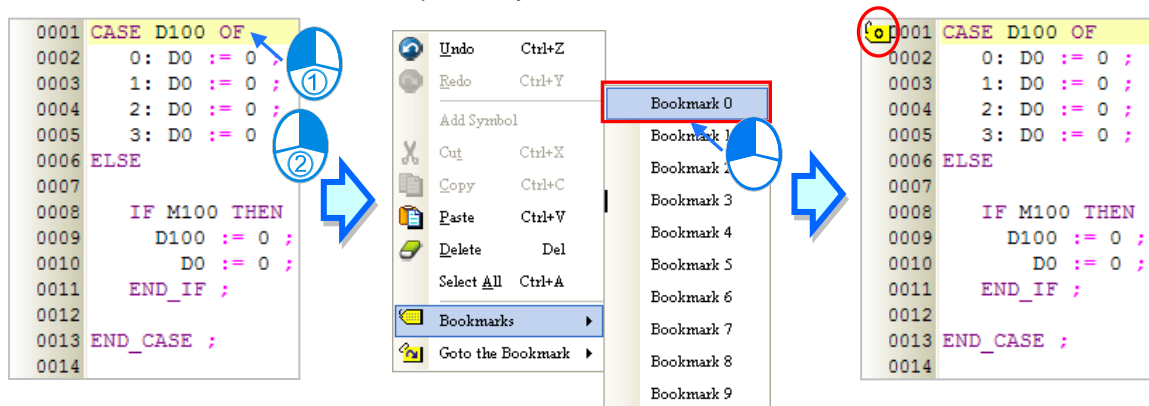 0001 CASE D100 OF
0002 0: D0 := 0 ;
0003 1: D0 := 0 ;
0004 2: D0 := 0 ;
0005 3: D0 := 0
0006 ELSE
0007
0008 IF M100 THEN
0009 D100 := 0 ;
0010 D0 := 0 ;
0011 END_IF ;
0012
0013 END_CASE ;
0014
①
②
Undo Ctrl+Z
Redo Ctrl+Y
Add Symbol
Cut Ctrl+X
Copy Ctrl+C
Paste Ctrl+V
Delete Del
Select All Ctrl+A
Bookmarks
Goto the Bookmark
Bookmark 0
Bookmark 1
Bookmark 2
Bookmark 3
Bookmark 4
Bookmark 5
Bookmark 6
Bookmark 7
Bookmark 8
Bookmark 9
0 0001 CASE D100 OF
0002 0: D0 := 0 ;
0003 1: D0 := 0 ;
0004 2: D0 := 0 ;
0005 3: D0 := 0 ;
0006 ELSE
0007
0008 IF M100 THEN
0009 D100 := 0 ;
0010 D0 := 0 ;
0011 END_IF ;
0012
0013 END_CASE ;
0014